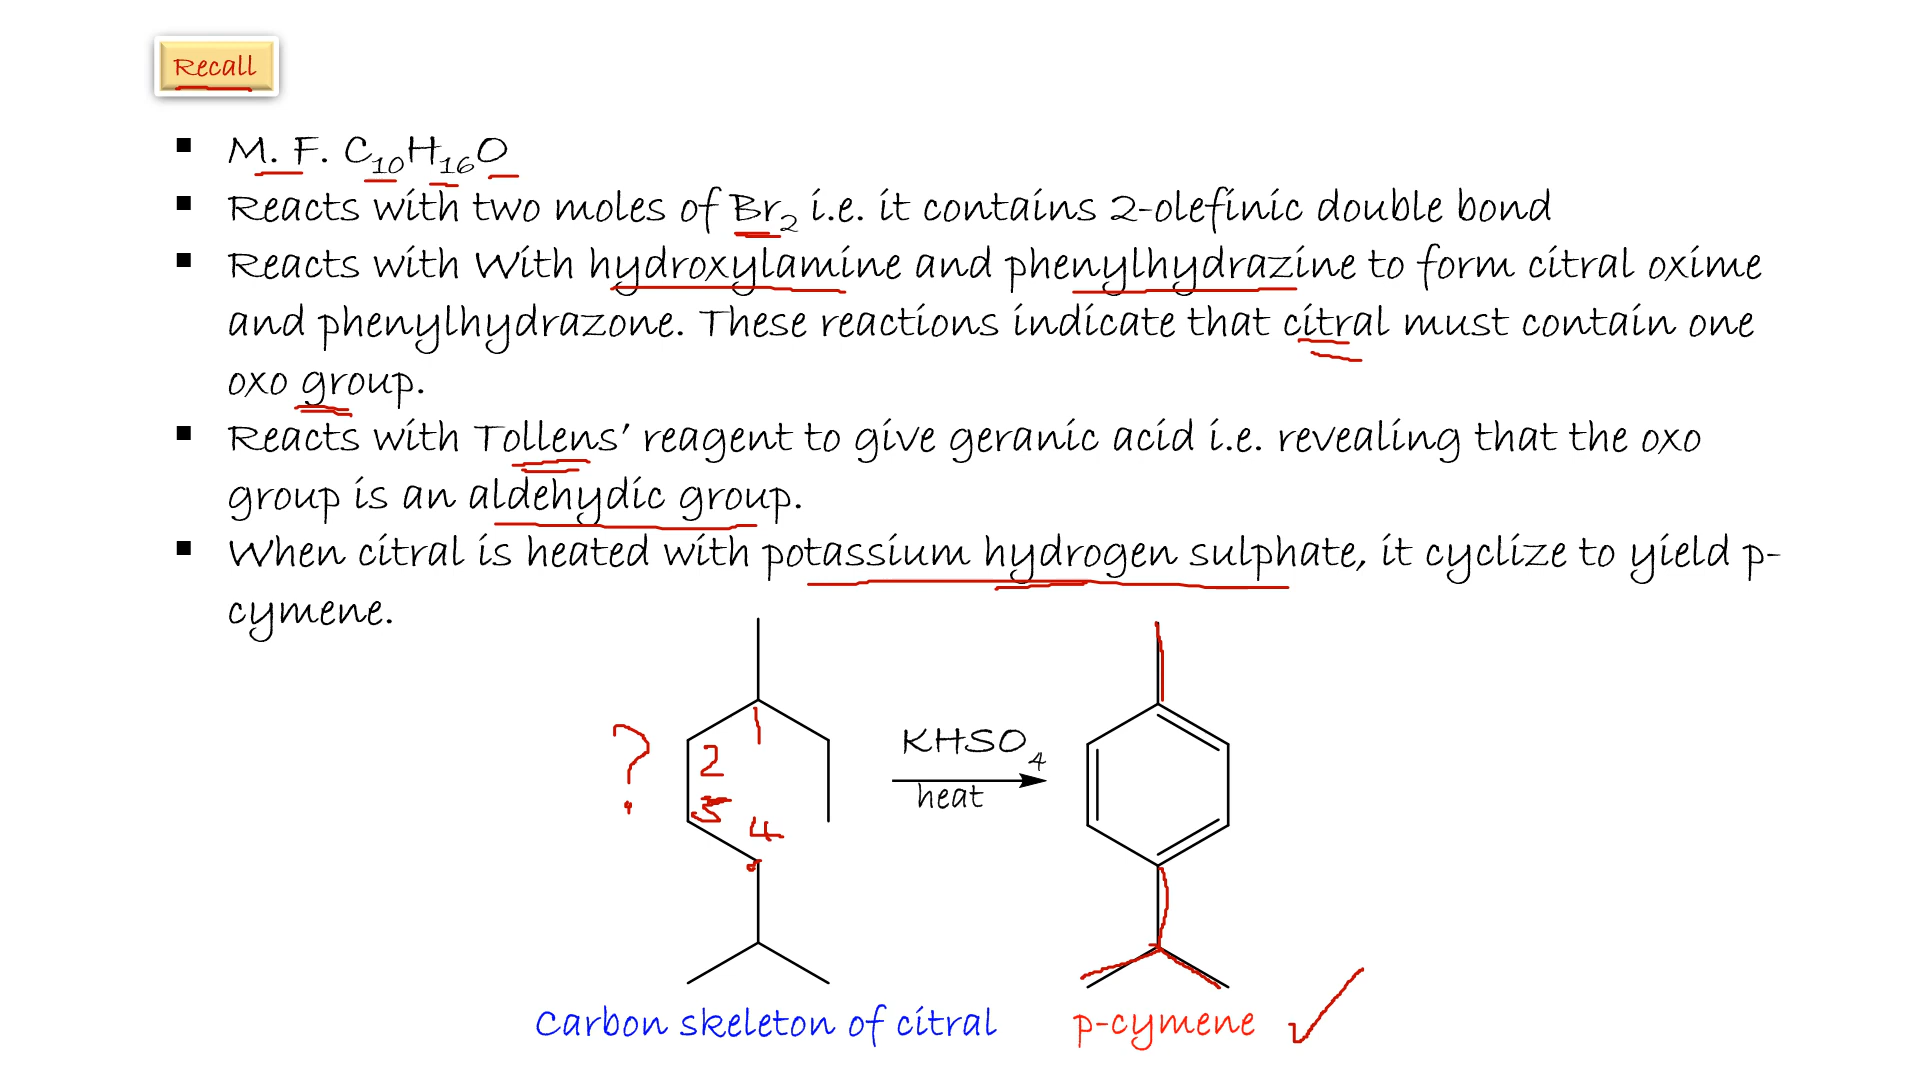 Recall
M. F. C10H16O
Reacts with two moles of Br2 i.e. it contains 2-olefinic double bond
Reacts with With hydroxylamine and phenylhydrazine to form citral oxime
and phenylhydrazone. These reactions indicate that citral must contain one
oxo group.
Reacts with Tollens' reagent to give geranic acid i.e. revealing that the oxo
group is an aldehydic group.
When citral is heated with potassium hydrogen sulphate, it cyclize to yield p-
cymene.
1
?
2
3
4
KHSO4
heat
Carbon skeleton of citral
p-cymene